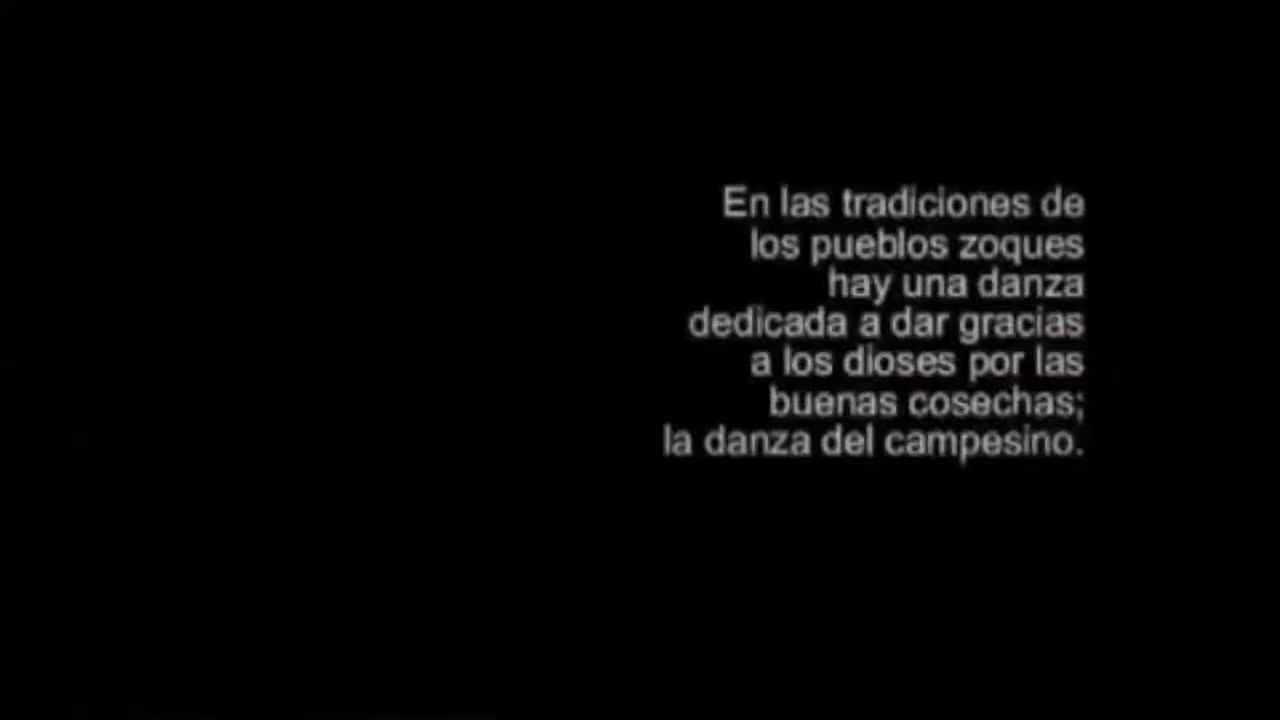 En las tradiciones de
los pueblos zoques
hay una danza
dedicada a dar gracias
a los dioses por las
buenas cosechas;
la danza del campesino.